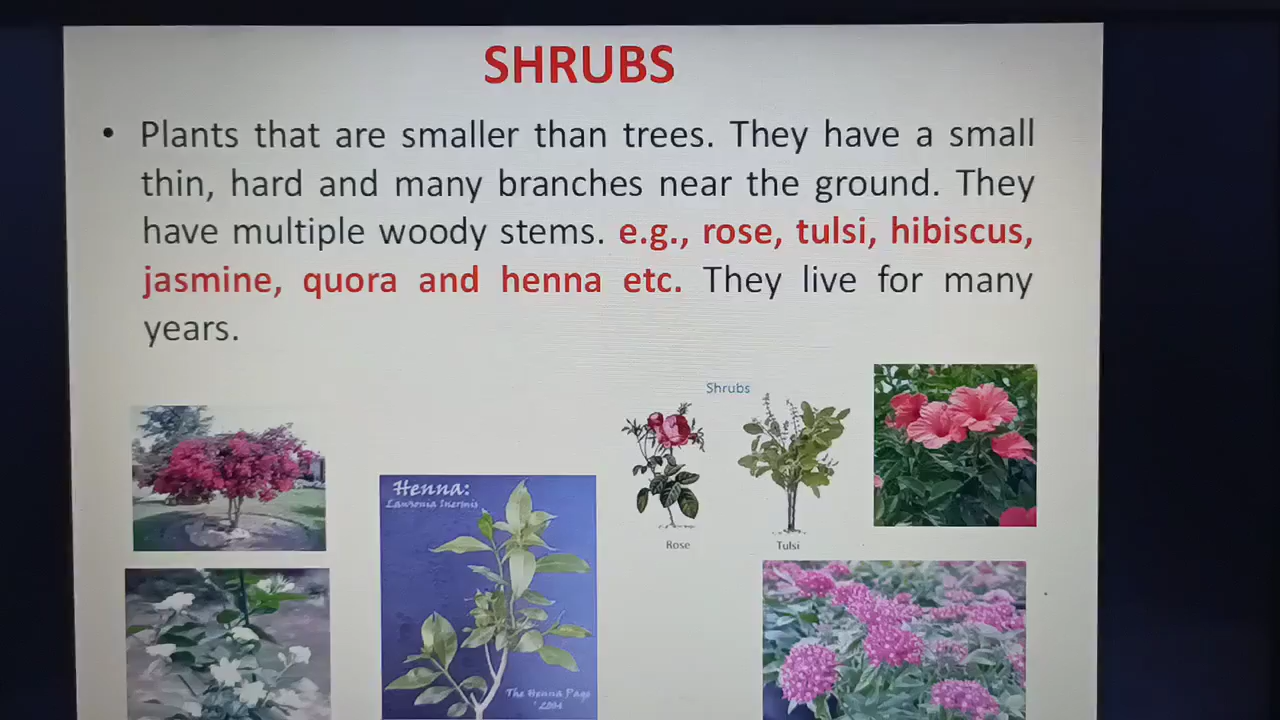 SHRUBS
• Plants that are smaller than trees. They have a small
thin, hard and many branches near the ground. They
have multiple woody stems. e.g., rose, tulsi, hibiscus,
jasmine, quora and henna etc. They live for many
years.
Shrubs
Henna:
Lawsonia Inermis
Rose
Tulsi
The Henna Page
'2004